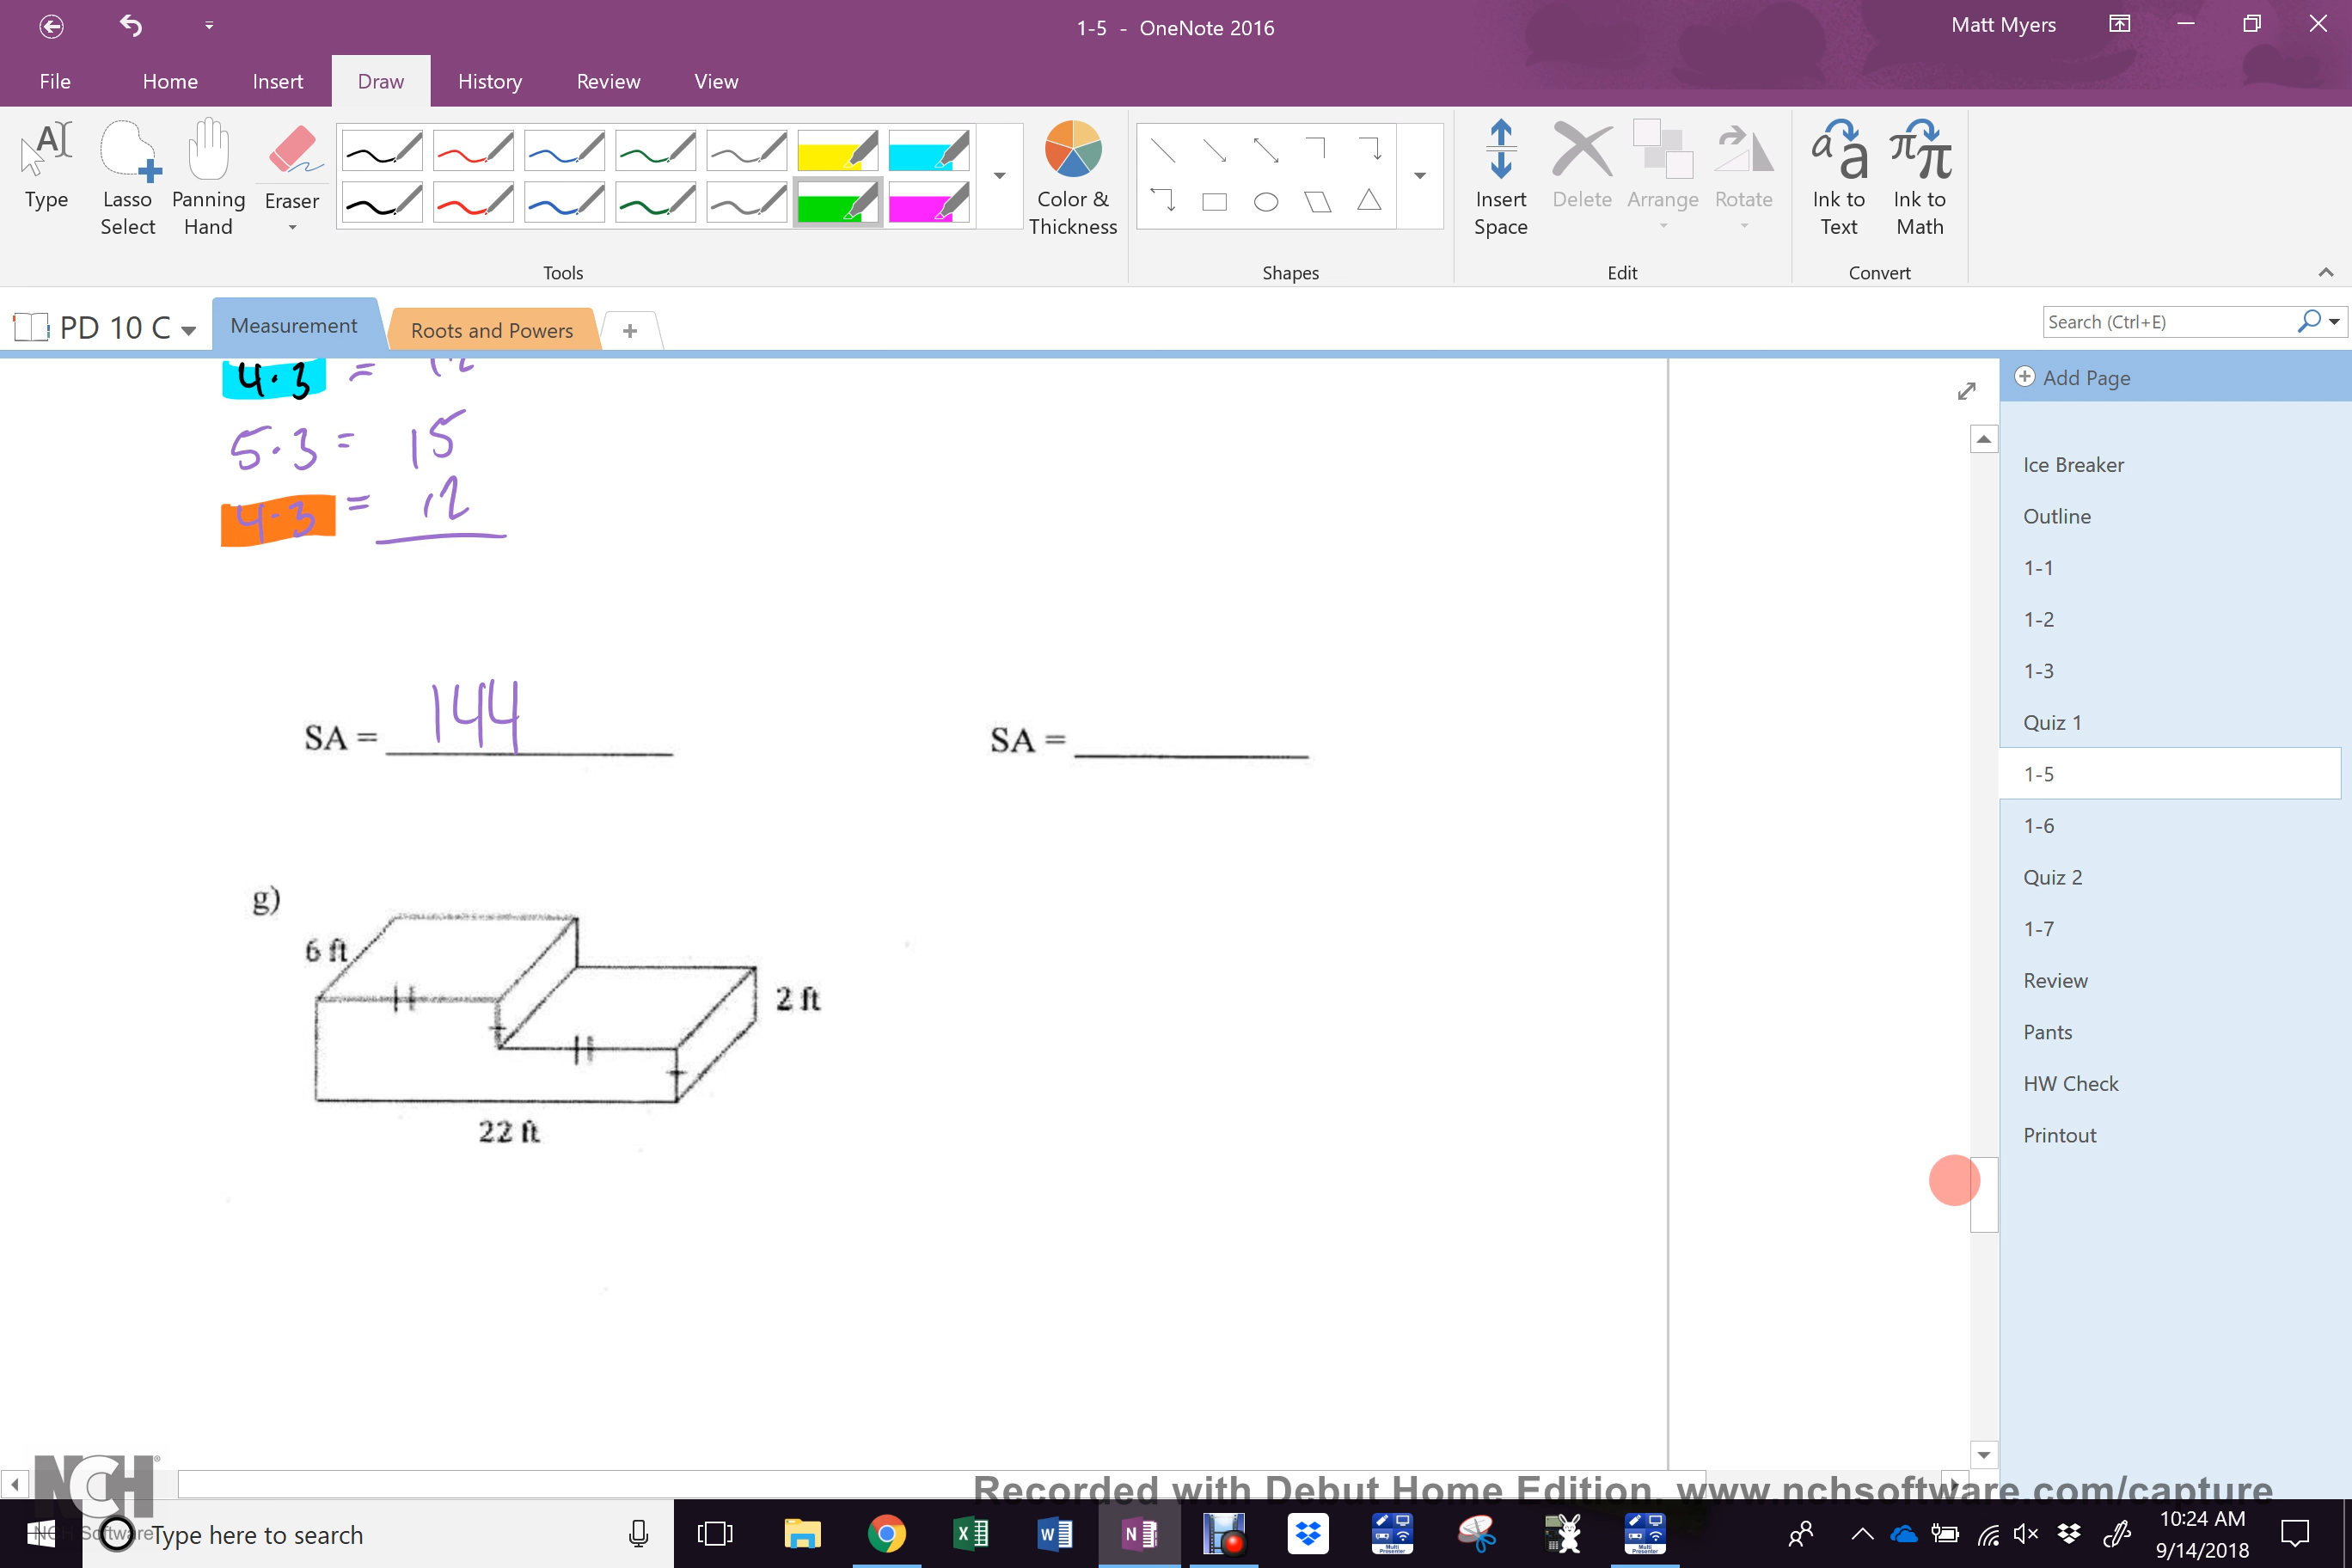 1-5 - OneNote 2016
Matt Myers
File Home Insert Draw History Review View
Type
Lasso Select
Panning Hand
Eraser
Color & Thickness
Insert Space
Delete
Arrange
Rotate
Ink to Text
Ink to Math
Tools
Shapes
Edit
Convert
PD 10 C
Measurement
Roots and Powers
Search (Ctrl+E)
4·3 = 12
5·3 = 15
4·3 = 12
SA = 144
SA =
g)
6 ft
2 ft
22 ft
Add Page
Ice Breaker
Outline
1-1
1-2
1-3
Quiz 1
1-5
1-6
Quiz 2
1-7
Review
Pants
HW Check
Printout
NCH
NCH Software
Recorded with Debut Home Edition. www.nchsoftware.com/capture
Type here to search
10:24 AM
9/14/2018